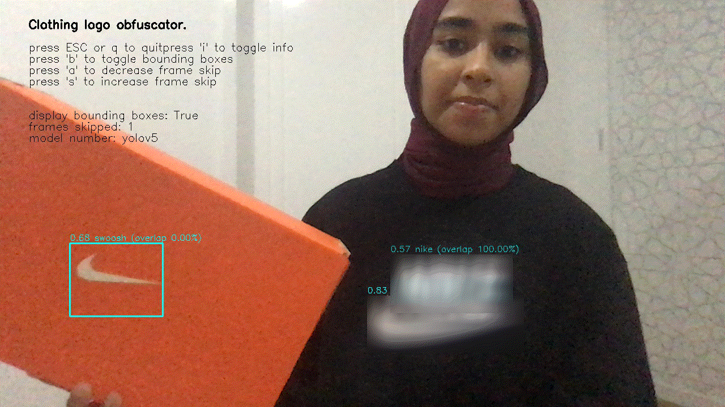 Clothing logo obfuscator.
press ESC or q to quitpress 'i' to toggle info
press 'b' to toggle bounding boxes
press 'a' to decrease frame skip
press 's' to increase frame skip
display bounding boxes: True
frames skipped: 1
model number: yolov5
0.68 swoosh (overlap 0.00%)
0.57 nike (overlap 100.00%)
0.83